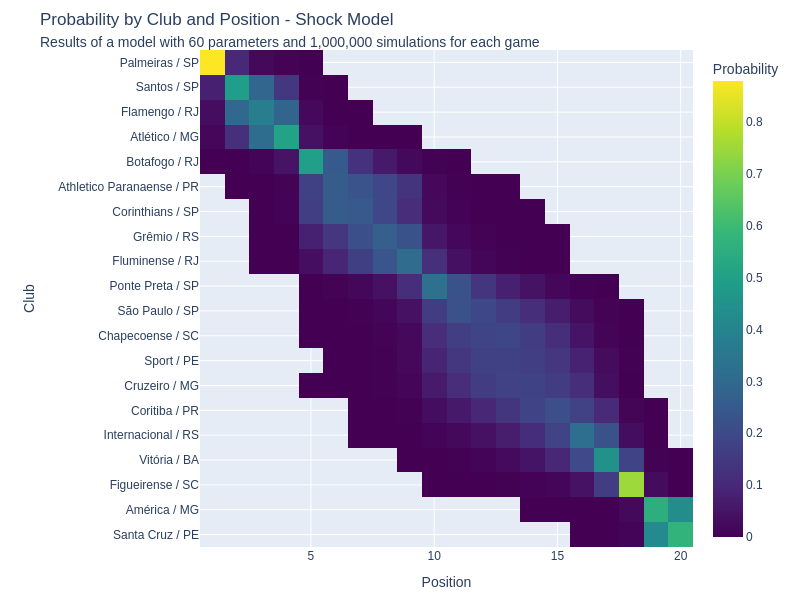 Probability by Club and Position - Shock Model
Results of a model with 60 parameters and 1,000,000 simulations for each game
Probability
Palmeiras / SP
Santos / SP
Flamengo / RJ
Atlético / MG
Botafogo / RJ
Athletico Paranaense / PR
Corinthians / SP
Grêmio / RS
Fluminense / RJ
Ponte Preta / SP
São Paulo / SP
Chapecoense / SC
Sport / PE
Cruzeiro / MG
Coritiba / PR
Internacional / RS
Vitória / BA
Figueirense / SC
América / MG
Santa Cruz / PE
Club
5 10 15 20
Position
0.8
0.7
0.6
0.5
0.4
0.3
0.2
0.1
0